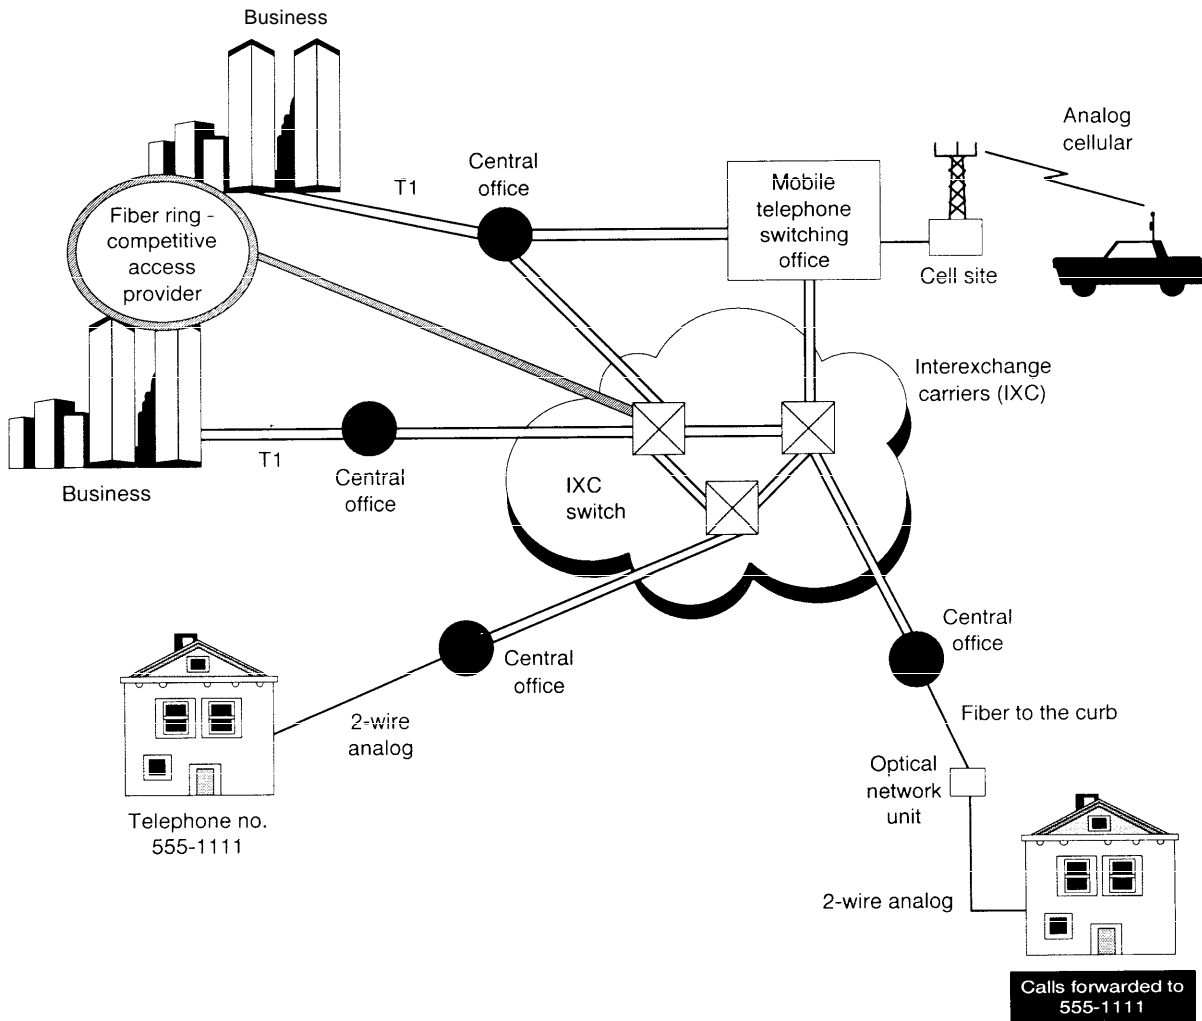 Business
Analog
cellular
Central
office
T1
Mobile
telephone
switching
office
Fiber ring -
competitive
access
provider
Cell site
Interexchange
carriers (IXC)
T1
Central
office
Business
IXC
switch
Central
office
Central
office
2-wire
analog
Fiber to the curb
Optical
network
unit
Telephone no.
555-1111
2-wire analog
Calls forwarded to
555-1111